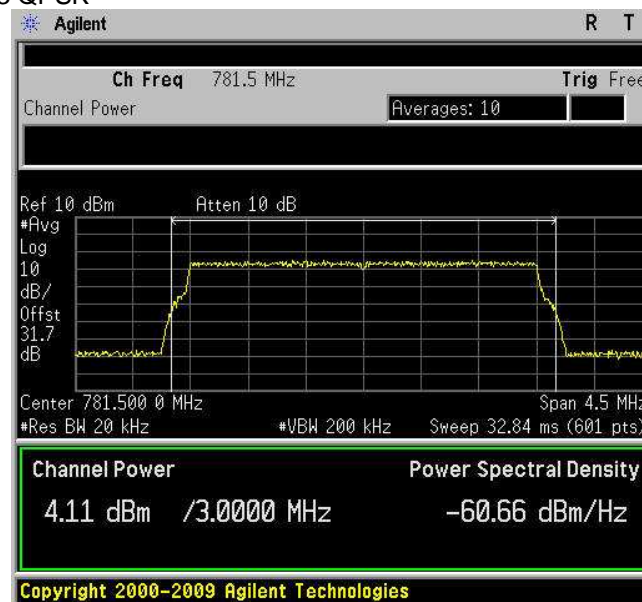 Agilent R T
Ch Freq 781.5 MHz Trig Free
Channel Power Averages: 10
Ref 10 dBm Atten 10 dB
#Avg
Log
10
dB/
Offst
31.7
dB
Center 781.500 0 MHz Span 4.5 MHz
#Res BW 20 kHz #VBW 200 kHz Sweep 32.84 ms (601 pts)
Channel Power Power Spectral Density
4.11 dBm /3.0000 MHz -60.66 dBm/Hz
Copyright 2000-2009 Agilent Technologies